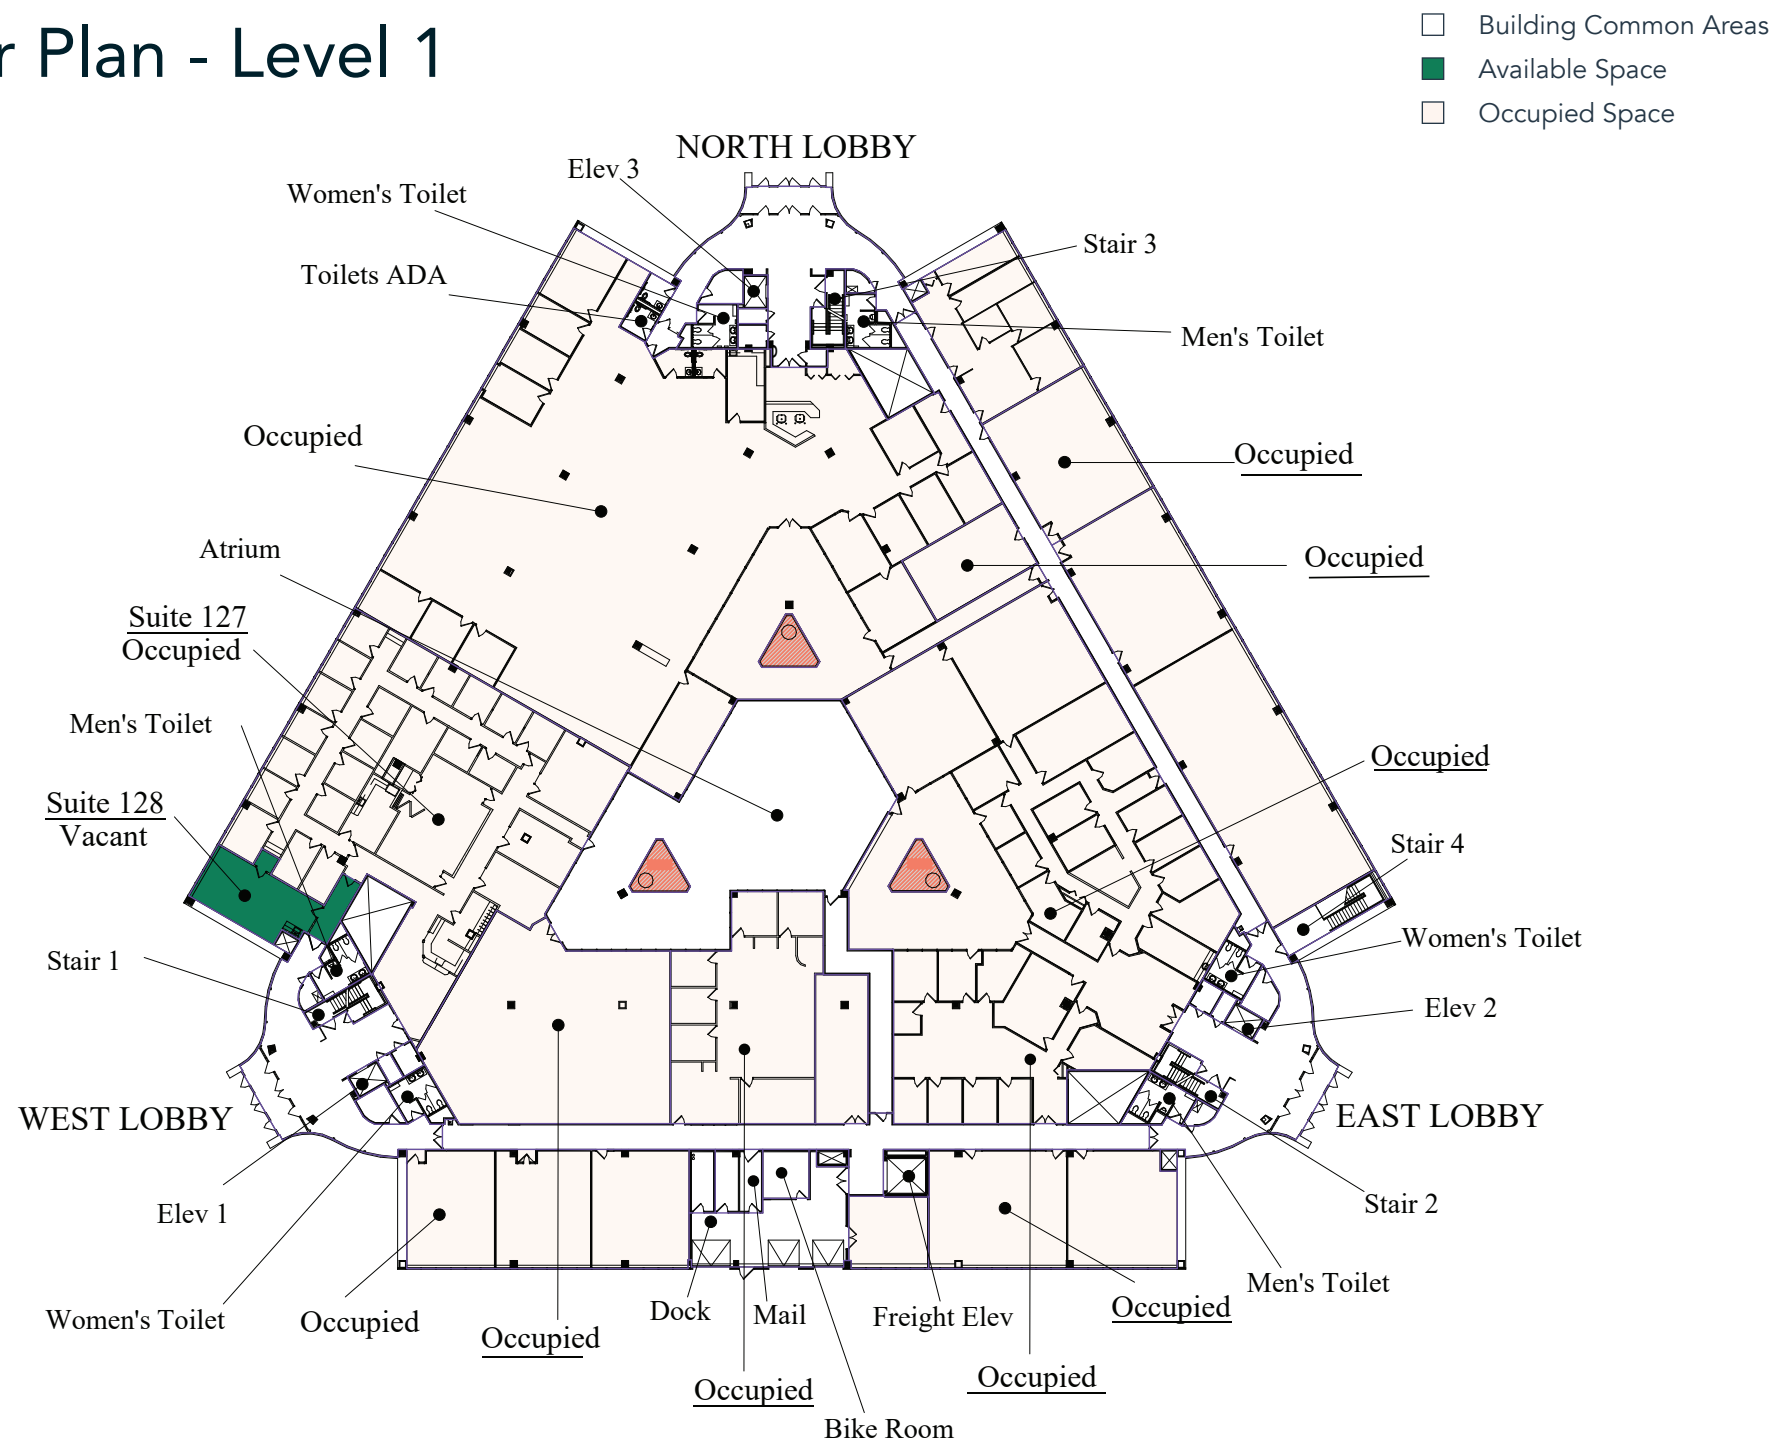 r Plan - Level 1
Building Common Areas
Available Space
Occupied Space
NORTH LOBBY
Elev 3
Women's Toilet
Stair 3
Toilets ADA
Men's Toilet
Occupied
Occupied
Atrium
Occupied
Suite 127
Occupied
Men's Toilet
Occupied
Suite 128
Vacant
Stair 4
Women's Toilet
Stair 1
Elev 2
WEST LOBBY
EAST LOBBY
Elev 1
Stair 2
Women's Toilet
Occupied
Occupied
Dock
Mail
Freight Elev
Occupied
Men's Toilet
Occupied
Occupied
Bike Room